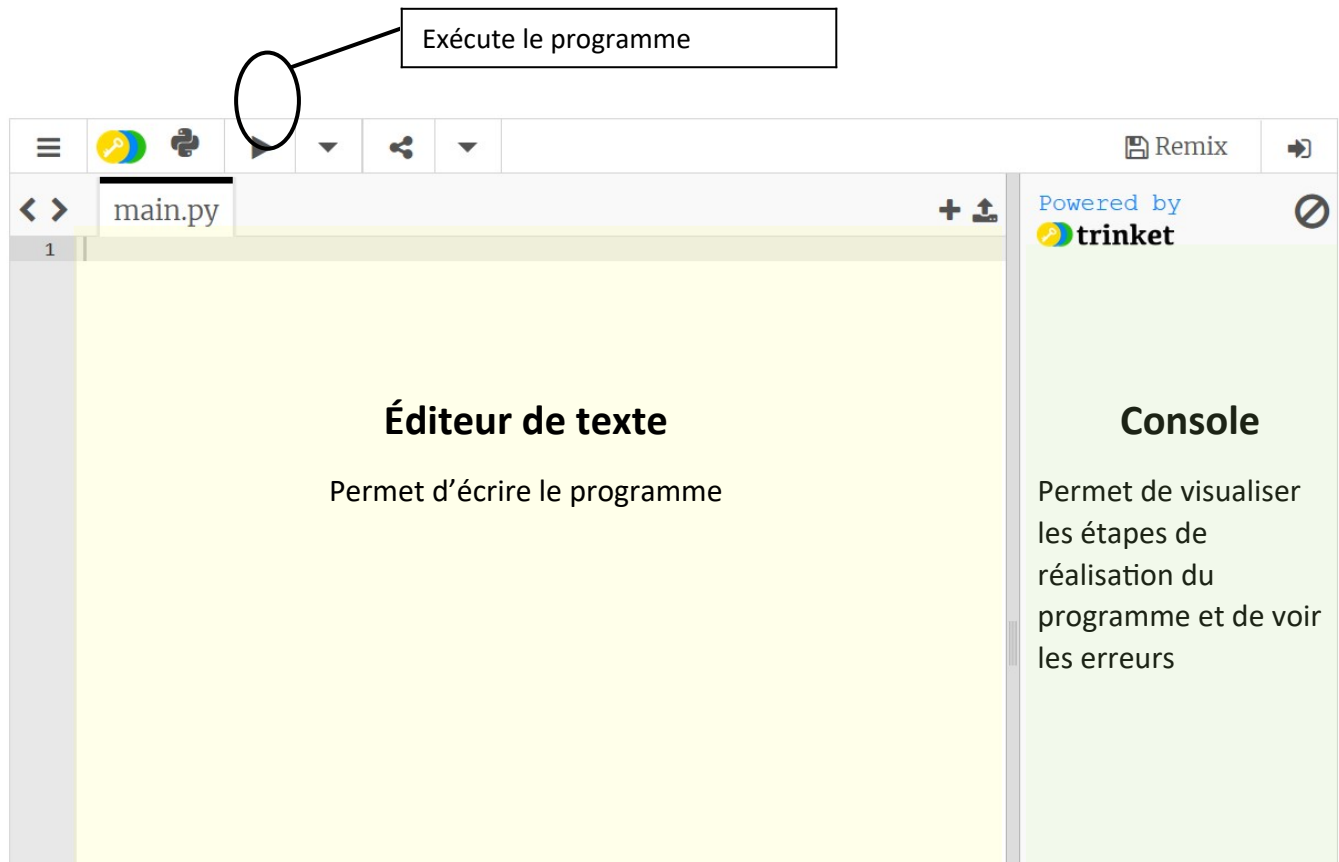 Exécute le programme
Remix
main.py
Powered by
trinket
1
Éditeur de texte
Permet d’écrire le programme
Console
Permet de visualiser
les étapes de
réalisation du
programme et de voir
les erreurs